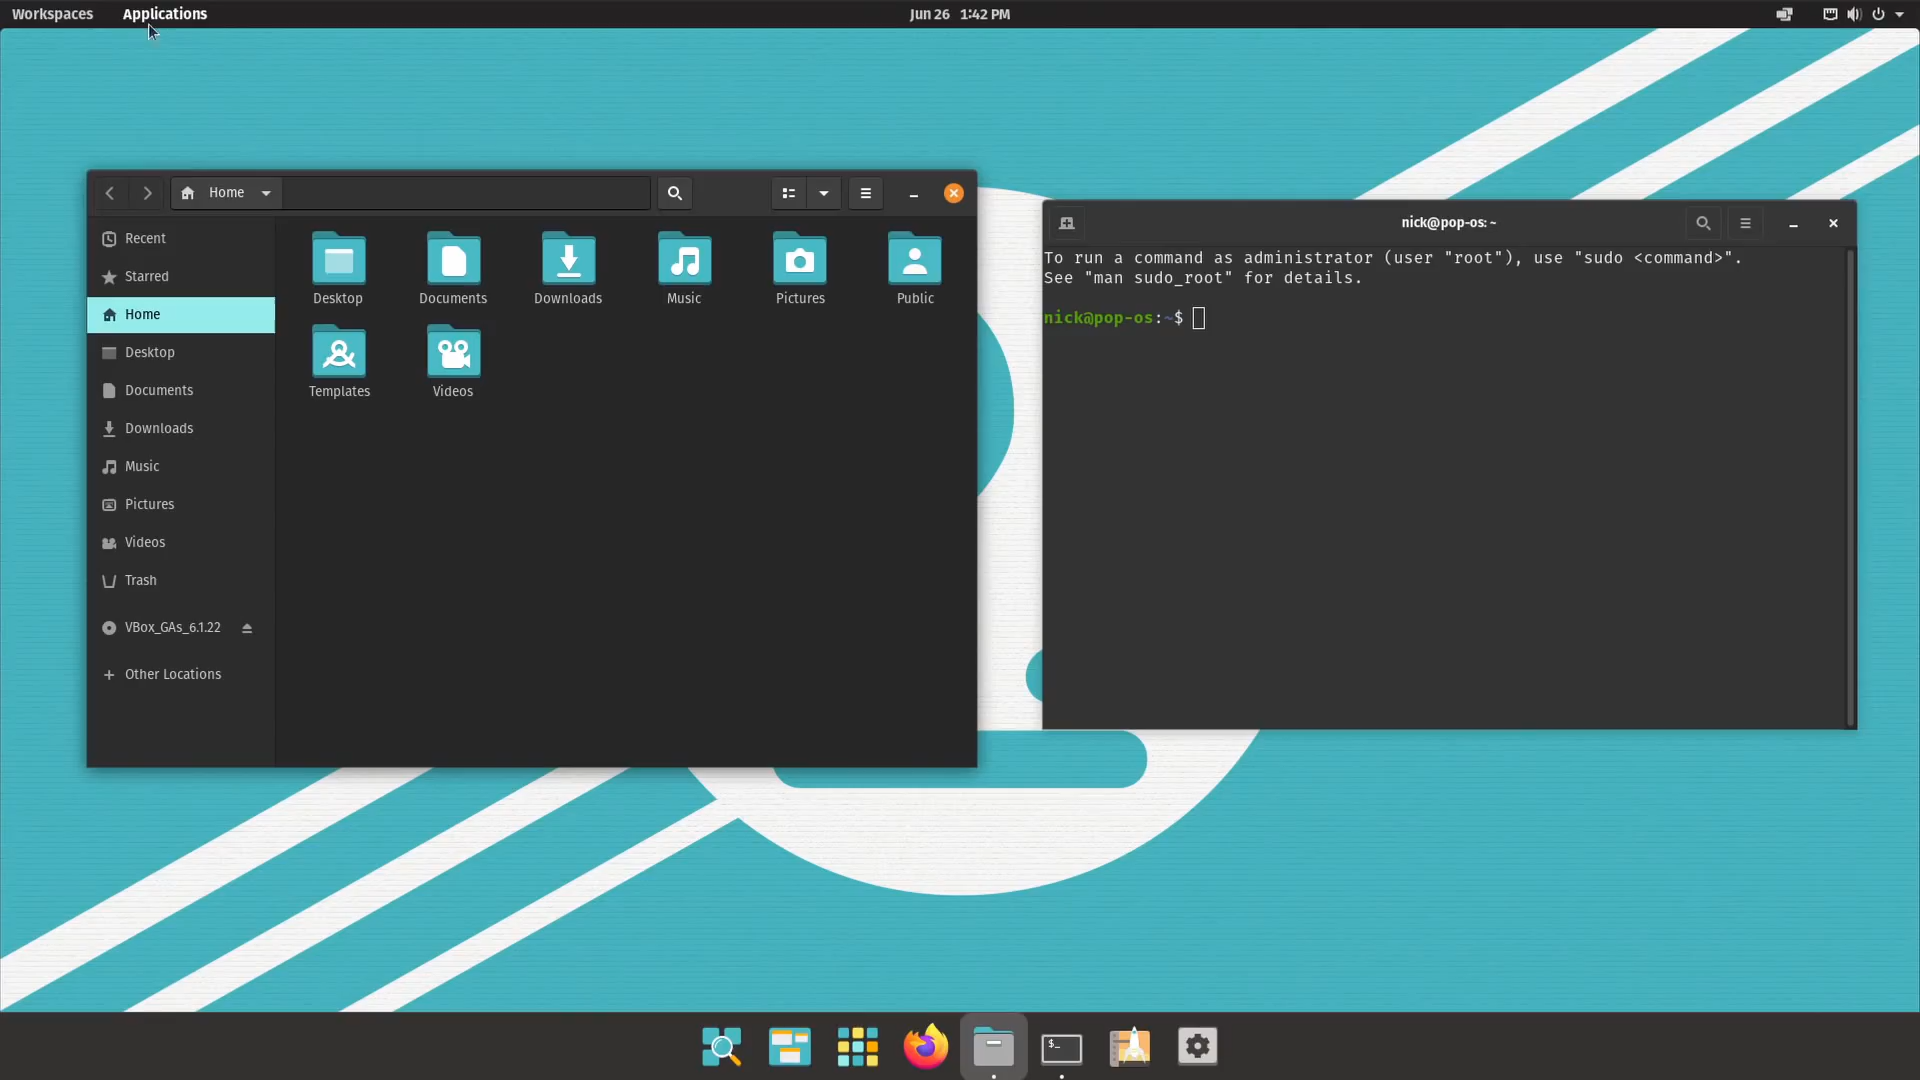 Workspaces Applications Jun 26 1:42 PM
Home
Recent
Starred
Home
Desktop
Documents
Downloads
Music
Pictures
Videos
Trash
VBox_GAs_6.1.22
Other Locations
Desktop Documents Downloads Music Pictures Public
Templates Videos
nick@pop-os: ~
To run a command as administrator (user "root"), use "sudo <command>".
See "man sudo_root" for details.
nick@pop-os:~$
$_